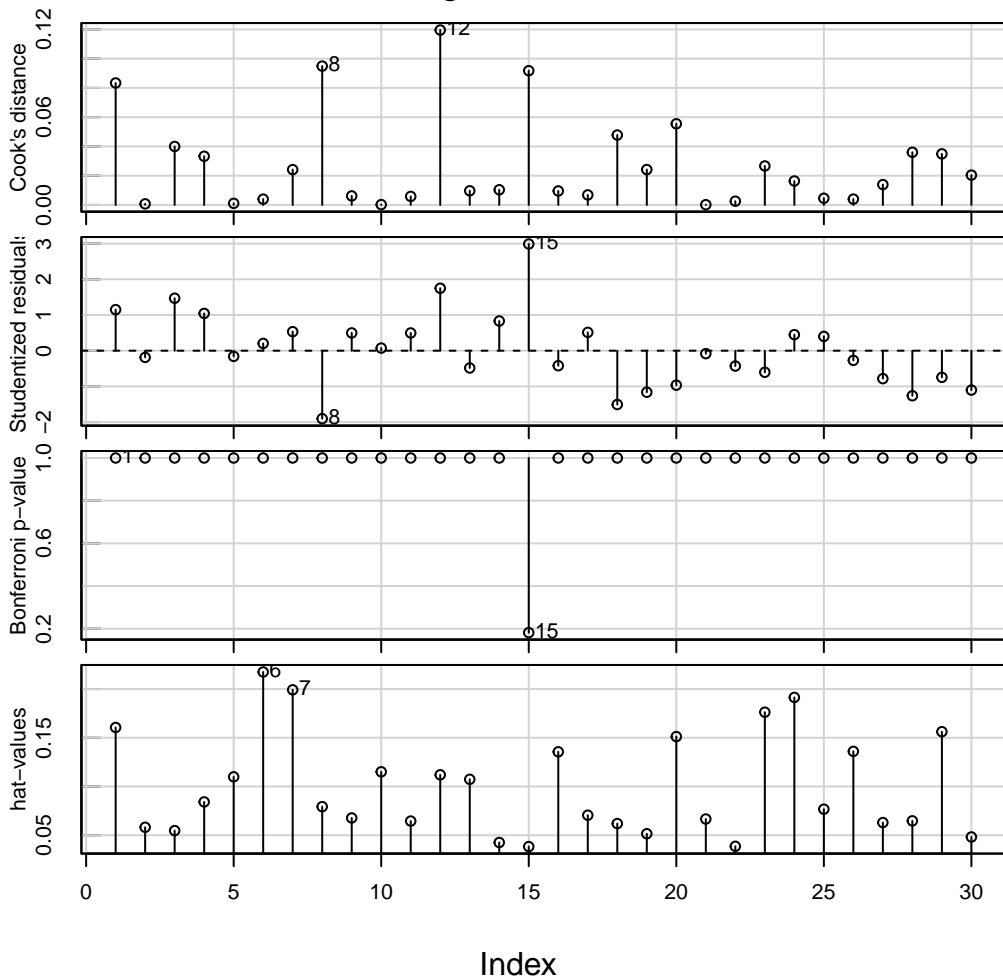 Cook's distance
0.00 0.06 0.12
8
12
Studentized residuals
−2 0 1 2 3
8
15
Bonferroni p−value
0.2 0.6 1.0
1
15
hat−values
0.05 0.15
6
7
0 5 10 15 20 25 30
Index